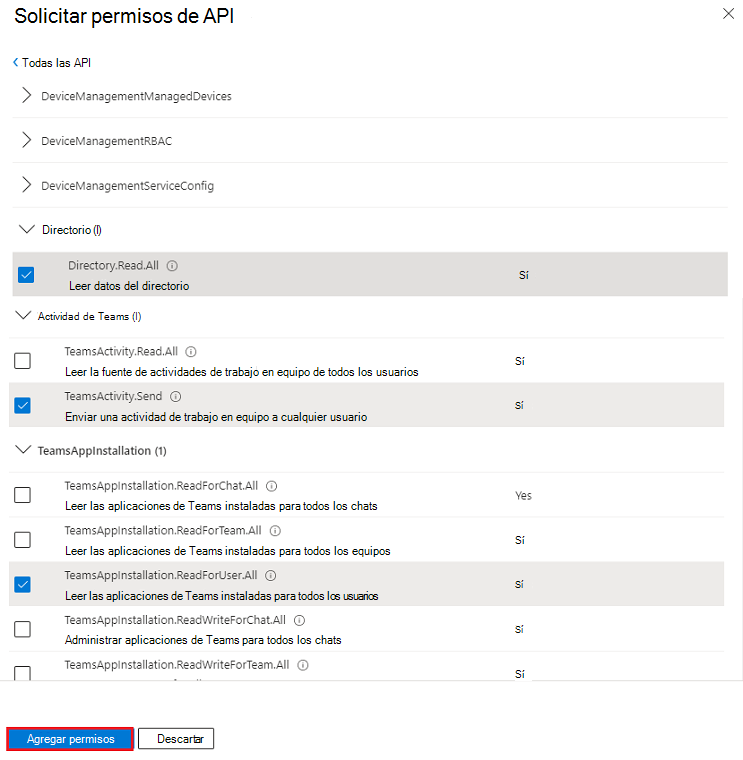 Solicitar permisos de API
Todas las API
DeviceManagementManagedDevices
DeviceManagementRBAC
DeviceManagementServiceConfig
Directorio (l)
Directory.Read.All
Sí
Leer datos del directorio
Actividad de Teams (l)
TeamsActivity.Read.All
Sí
Leer la fuente de actividades de trabajo en equipo de todos los usuarios
TeamsActivity.Send
Sí
Enviar una actividad de trabajo en equipo a cualquier usuario
TeamsAppInstallation (1)
TeamsAppInstallation.ReadForChat.All
Yes
Leer las aplicaciones de Teams instaladas para todos los chats
TeamsAppInstallation.ReadForTeam.All
Sí
Leer las aplicaciones de Teams instaladas para todos los equipos
TeamsAppInstallation.ReadForUser.All
Sí
Leer las aplicaciones de Teams instaladas para todos los usuarios
TeamsAppInstallation.ReadWriteForChat.All
Sí
Administrar aplicaciones de Teams para todos los chats
TeamsAppInstallation.ReadWriteForTeam.All
Sí
Agregar permisos
Descartar